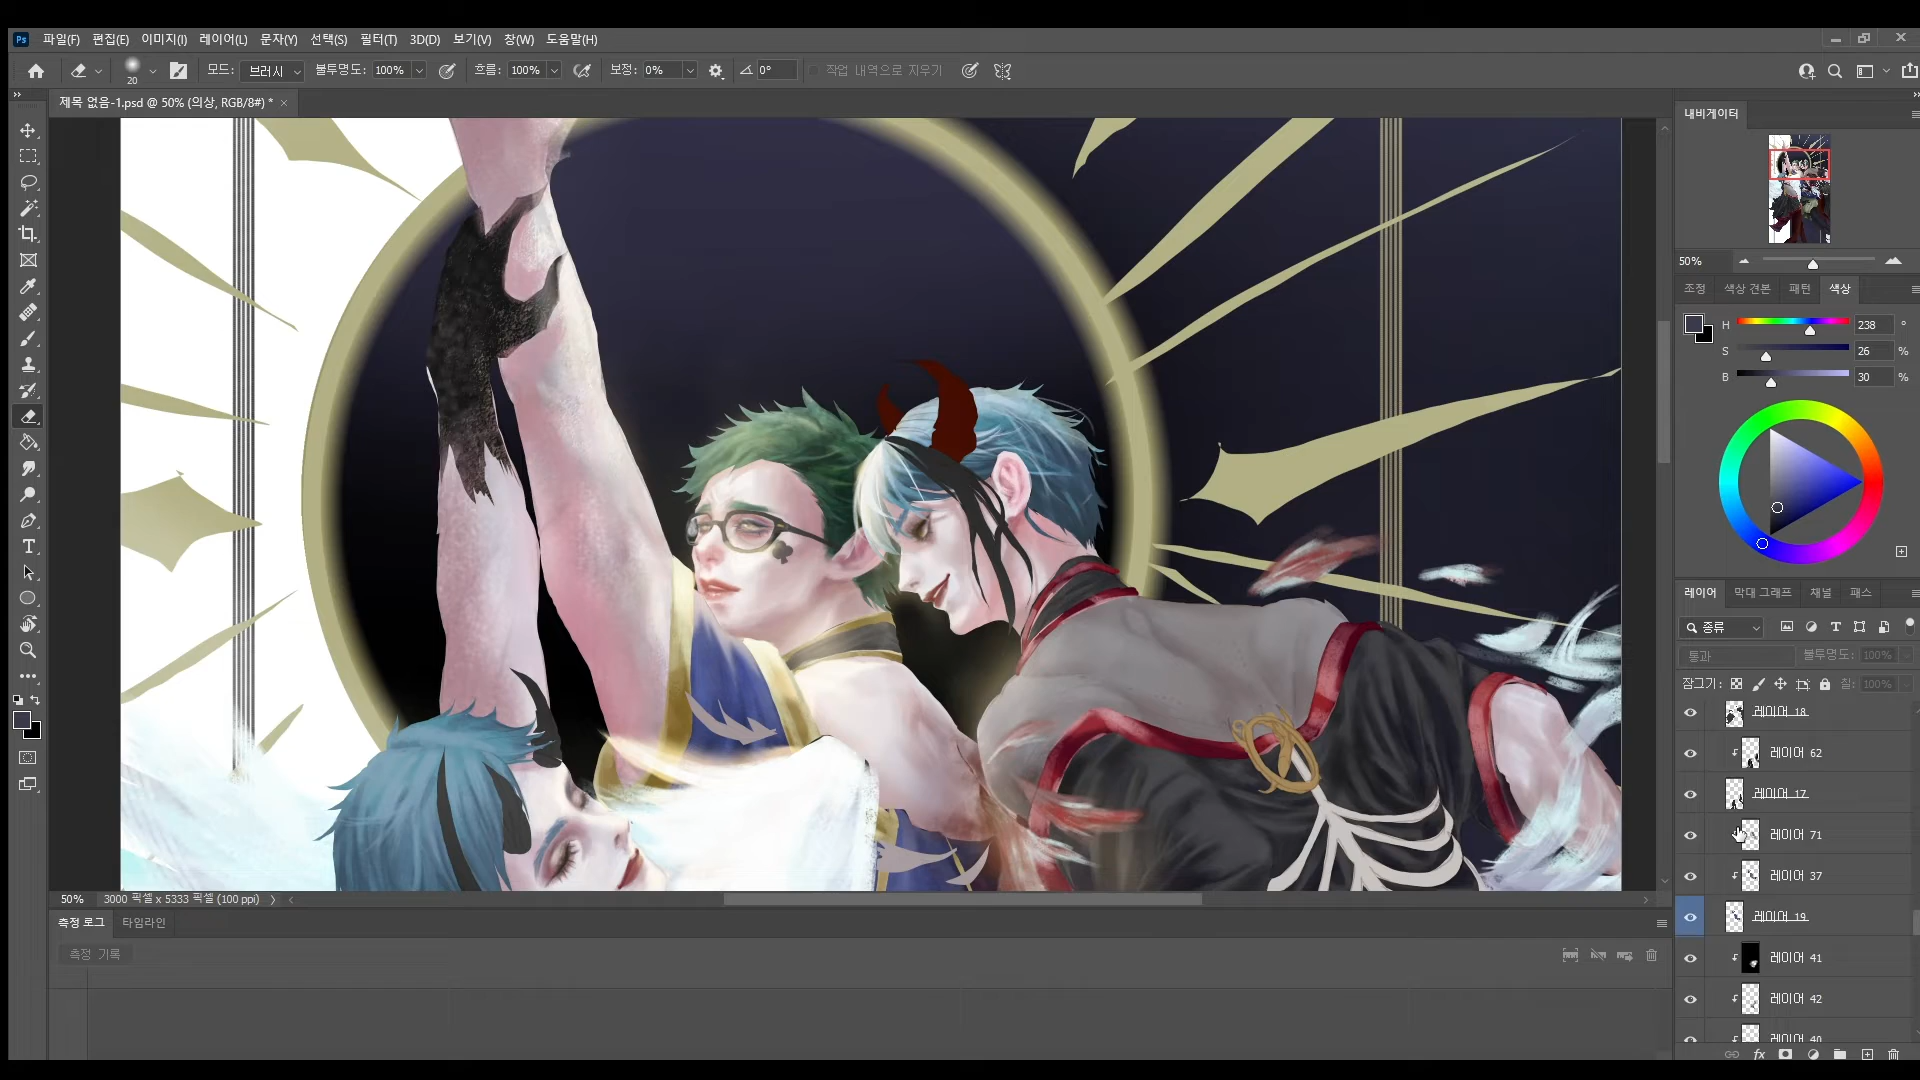 Ps 파일(F) 편집(E) 이미지(I) 레이어(L) 문자(Y) 선택(S) 필터(T) 3D(D) 보기(V) 창(W) 도움말(H)
20 모드: 브러시 불투명도: 100% 흐름: 100% 보정: 0% 0° 작업 내역으로 지우기
제목 없음-1.psd @ 50% (의상, RGB/8#) * ×
내비게이터
50%
조정 색상 견본 패턴 색상
H 238 °
S 26 %
B 30 %
레이어 막대 그래프 채널 패스
종류
통과 불투명도: 100%
잠그기: 칠: 100%
레이어 18
레이어 62
레이어 17
레이어 71
레이어 37
레이어 19
레이어 41
레이어 42
레이어 40
fx
50% 3000 픽셀 x 5333 픽셀 (100 ppi)
측정 로그 타임라인
측정 기록